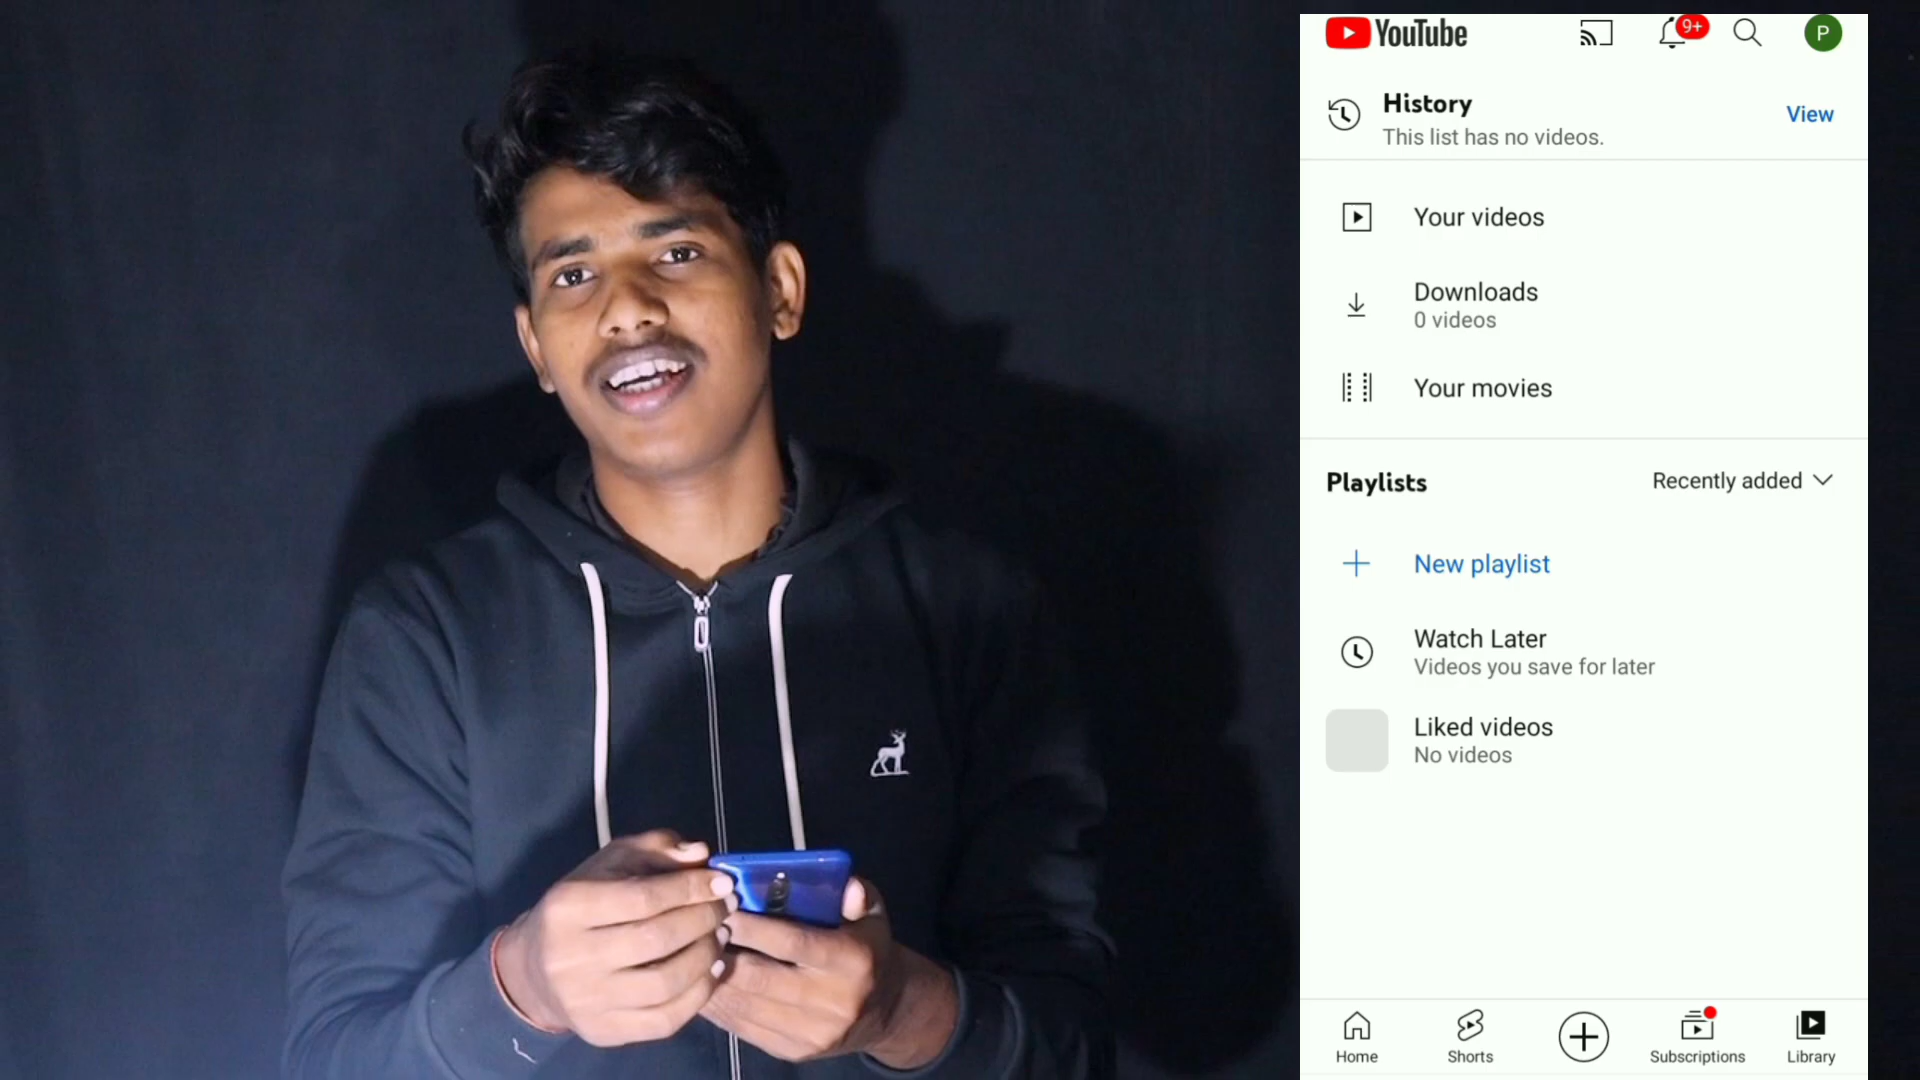 YouTube
9+
P
History
This list has no videos.
View
Your videos
Downloads
0 videos
Your movies
Playlists
Recently added
New playlist
Watch Later
Videos you save for later
Liked videos
No videos
Home
Shorts
Subscriptions
Library